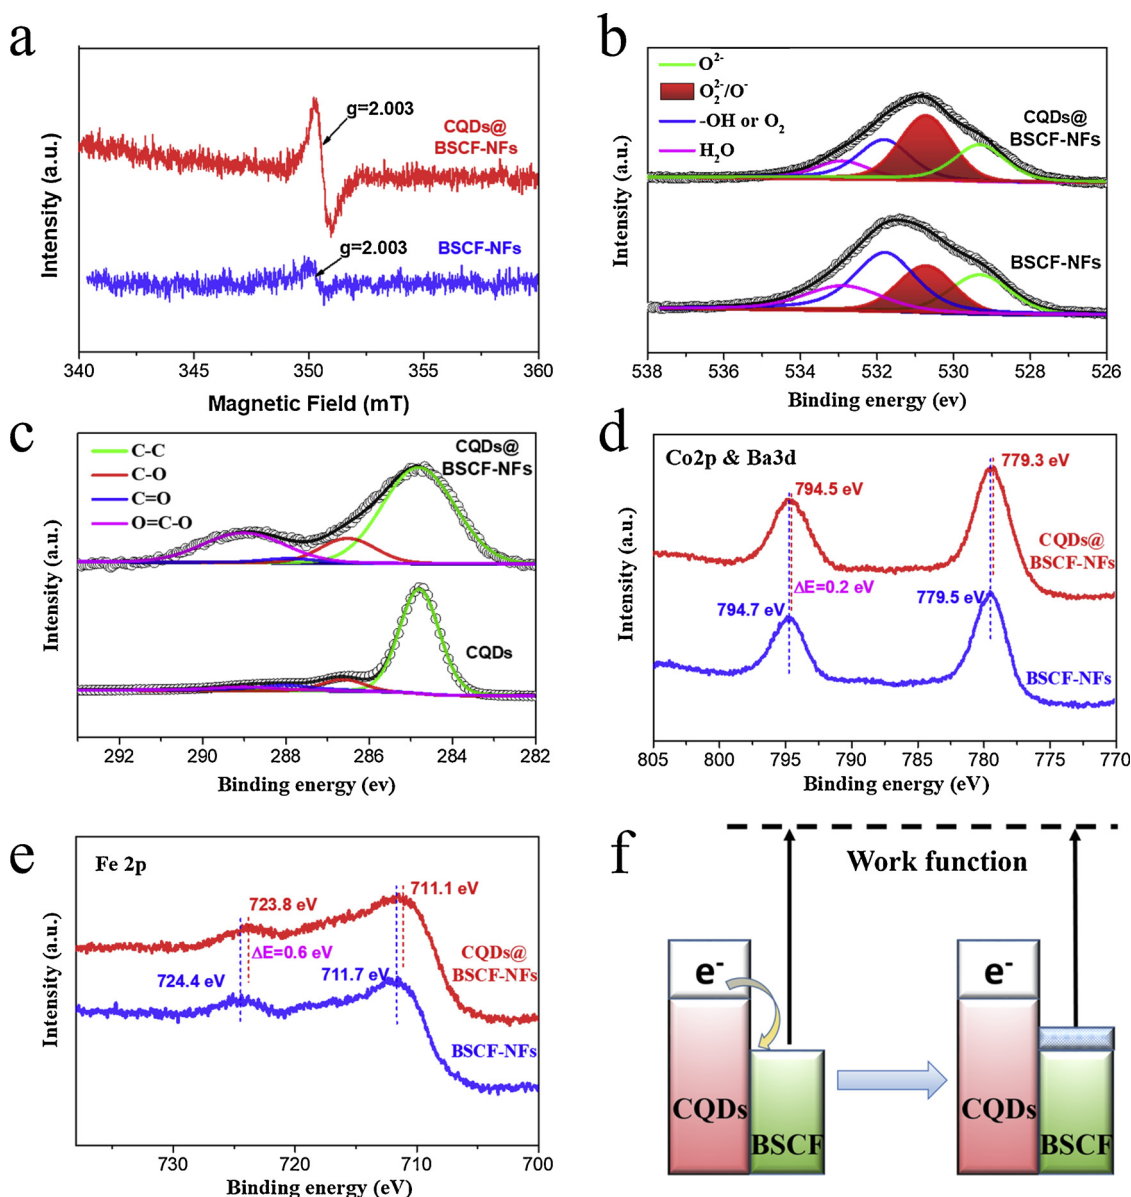 a
Intensity (a.u.)
g=2.003
CQDs@
BSCF-NFs
g=2.003
BSCF-NFs
340 345 350 355 360
Magnetic Field (mT)
b
Intensity (a.u.)
O²⁻
O₂²⁻/O⁻
-OH or O₂
H₂O
CQDs@
BSCF-NFs
BSCF-NFs
538 536 534 532 530 528 526
Binding energy (ev)
c
Intensity (a.u.)
C-C
C-O
C=O
O=C-O
CQDs@
BSCF-NFs
CQDs
292 290 288 286 284 282
Binding energy (ev)
d
Intensity (a.u.)
Co2p & Ba3d
779.3 eV
794.5 eV
CQDs@
BSCF-NFs
ΔE=0.2 eV
794.7 eV
779.5 eV
BSCF-NFs
805 800 795 790 785 780 775 770
Binding energy (eV)
e
Intensity (a.u.)
Fe 2p
711.1 eV
723.8 eV
ΔE=0.6 eV
CQDs@
BSCF-NFs
724.4 eV
711.7 eV
BSCF-NFs
730 720 710 700
Binding energy (eV)
f
Work function
e⁻
CQDs
BSCF
e⁻
CQDs
BSCF